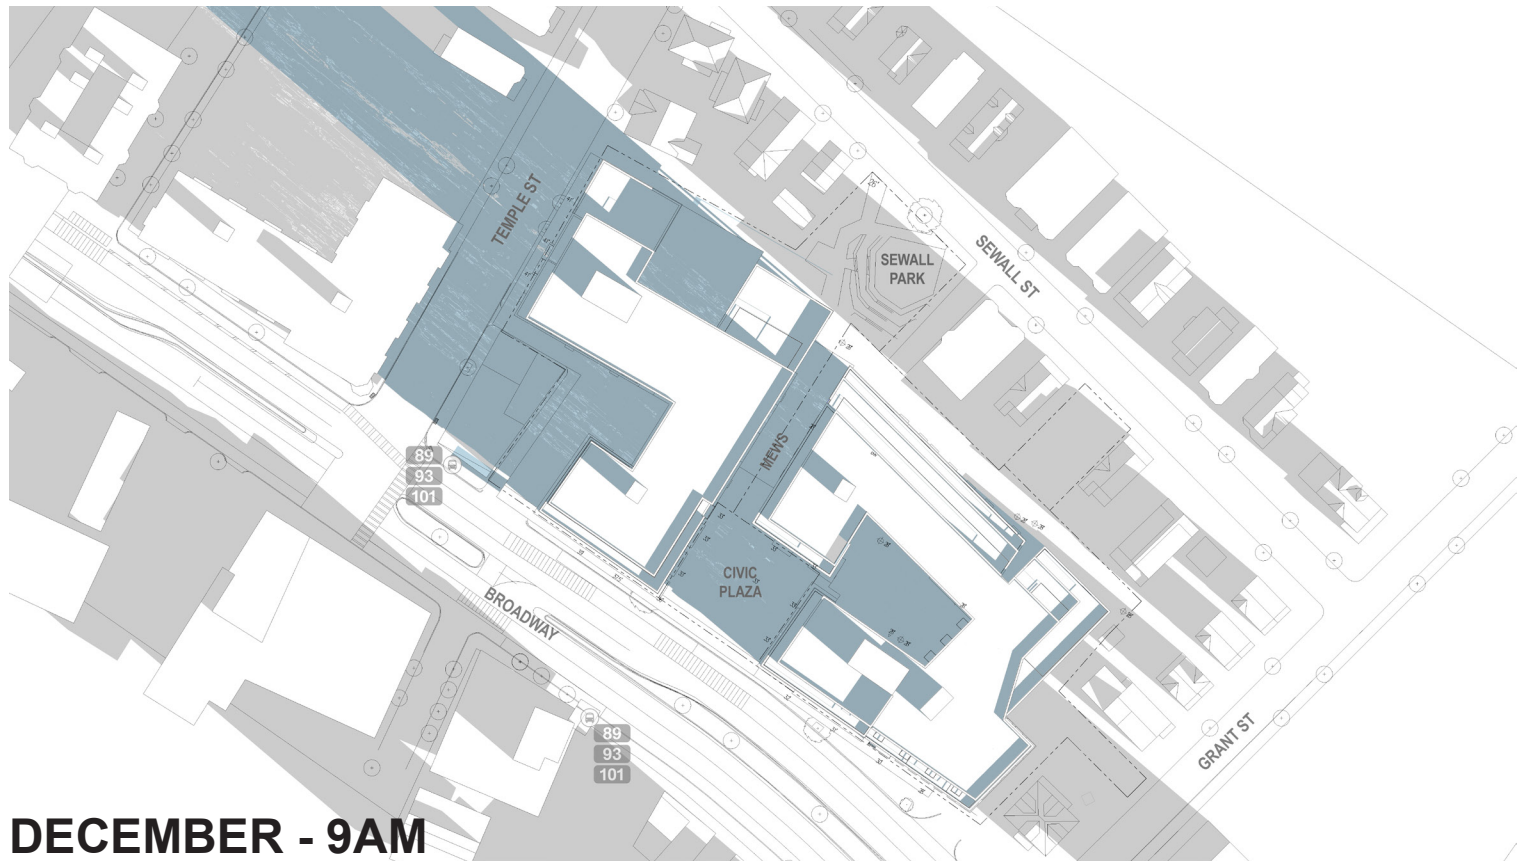 TEMPLE ST
26'
SEWALL
PARK
SEWALL ST
MEWS
89
93
101
CIVIC
PLAZA
BROADWAY
89
93
101
GRANT ST
DECEMBER - 9AM